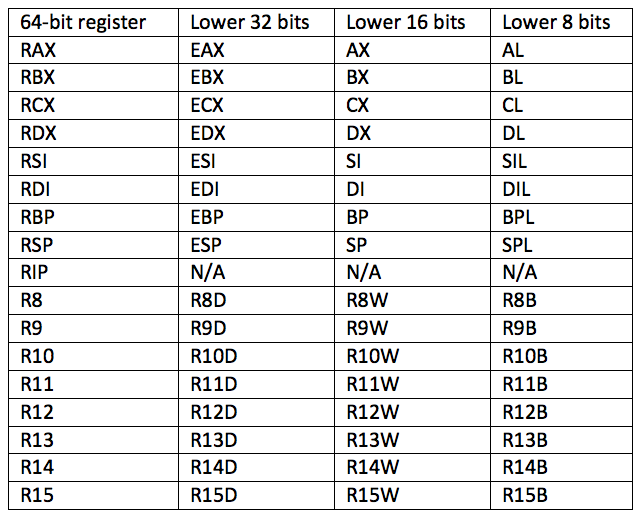 64-bit register Lower 32 bits Lower 16 bits Lower 8 bits
RAX EAX AX AL
RBX EBX BX BL
RCX ECX CX CL
RDX EDX DX DL
RSI ESI SI SIL
RDI EDI DI DIL
RBP EBP BP BPL
RSP ESP SP SPL
RIP N/A N/A N/A
R8 R8D R8W R8B
R9 R9D R9W R9B
R10 R10D R10W R10B
R11 R11D R11W R11B
R12 R12D R12W R12B
R13 R13D R13W R13B
R14 R14D R14W R14B
R15 R15D R15W R15B